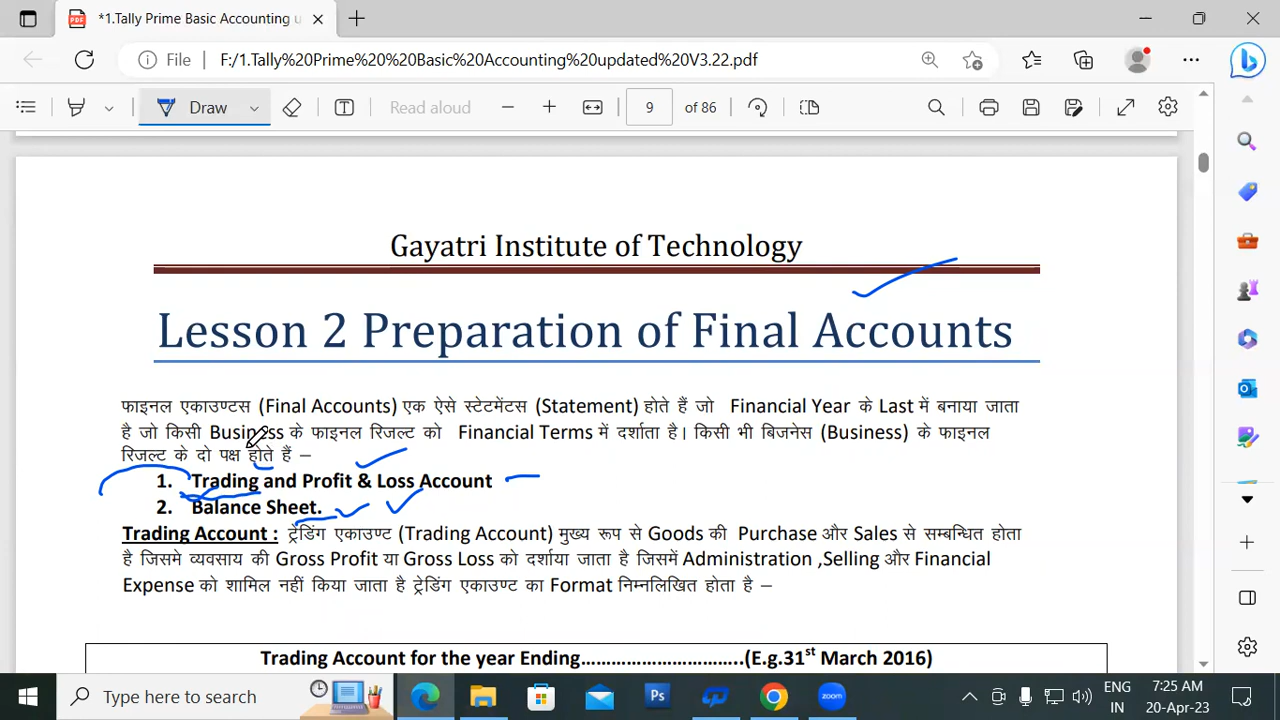 *1.Tally Prime Basic Accounting u
File
F:/1.Tally%20Prime%20%20Basic%20Accounting%20updated%20V3.22.pdf
Draw
Read aloud
9
of 86
Gayatri Institute of Technology
Lesson 2 Preparation of Final Accounts
फाइनल एकाउण्टस (Final Accounts) एक ऐसे स्टेटमेंटस (Statement) होते हैं जो Financial Year के Last में बनाया जाता
है जो किसी Business के फाइनल रिजल्ट को Financial Terms में दर्शाता है। किसी भी बिजनेस (Business) के फाइनल
रिजल्ट के दो पक्ष होते हैं –
1. Trading and Profit & Loss Account
2. Balance Sheet.
Trading Account : ट्रेडिंग एकाउण्ट (Trading Account) मुख्य रूप से Goods की Purchase और Sales से सम्बन्धित होता
है जिसमे व्यवसाय की Gross Profit या Gross Loss को दर्शाया जाता है जिसमें Administration ,Selling और Financial
Expense को शामिल नहीं किया जाता है ट्रेडिंग एकाउण्ट का Format निम्नलिखित होता है –
Trading Account for the year Ending…………………………..(E.g.31st March 2016)
Type here to search
Ps
zoom
ENG
IN
7:25 AM
20-Apr-23